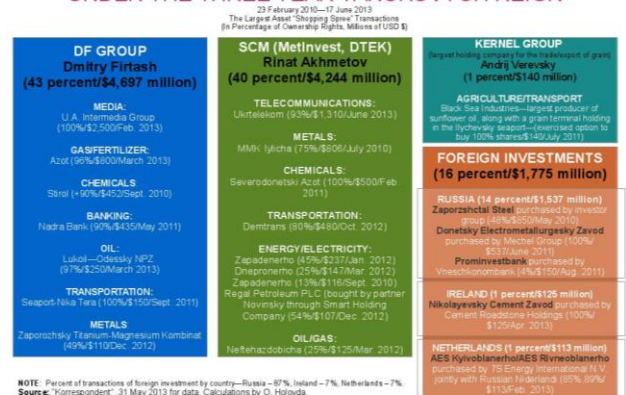 23 February 2010—17 June 2013
The Largest Asset "Shopping Spree" Transactions
(In Percentage of Ownership Rights, Millions of USD $)
DF GROUP
Dmitry Firtash
(43 percent/$4,697 million)
MEDIA:
U.A. Intermedia Group
(100%/$2,500/Feb. 2013)
GAS/FERTILIZER:
Azot (96%/$800/March 2013)
CHEMICALS
Stirol (+90%/$452/Sept. 2010)
BANKING:
Nadra Bank (90%/$435/May 2011)
OIL:
Lukoil—Odessky NPZ
(97%/$250/March 2013)
TRANSPORTATION:
Seaport-Nika Tera (100%/$150/Sept. 2011)
METALS
Zaporozhsky Titanium-Magnesium Kombinat
(49%/$110/Dec. 2012)
SCM (MetInvest, DTEK)
Rinat Akhmetov
(40 percent/$4,244 million)
TELECOMMUNICATIONS:
Ukrtelekom (93%/$1,310/June 2013)
METALS:
MMK Iylicha (75%/$806/July 2010)
CHEMICALS:
Severodonetski Azot (100%/$500/Feb.
2011)
TRANSPORTATION:
Demtrans (80%/$480/Oct. 2012)
ENERGY/ELECTRICITY:
Zapadenerho (45%/$237/Jan. 2012)
Dnepronerho (25%/$147/Mar. 2012)
Zapadenerho (13%/$116/Sept. 2010)
Regal Petroleum PLC (bought by partner
Novinsky through Smart Holding
Company (54%/$107/Dec. 2012)
OIL/GAS:
Neftehazdobicha (25%/$125/Mar. 2012)
KERNEL GROUP
(largest holding company for the trade/export of grain)
Andrij Verevsky
(1 percent/$140 million)
AGRICULTURE/TRANSPORT
Black Sea Industries—largest producer of
sunflower oil, along with a grain terminal holding
in the Ilychevsky seaport—(exercised option to
buy 100% shares/$140/July 2011)
FOREIGN INVESTMENTS
(16 percent/$1,775 million)
RUSSIA (14 percent/$1,537 million)
Zaporzshctal Steel purchased by investor
group (48%/$850/May 2010)
Donetsky Electrometallurgesky Zavod
purchased by Mechel Group (100%/
$537/June 2011)
Prominvestbank purchased by
Vneschkonombank (4%/$150/Aug. 2011)
IRELAND (1 percent/$125 million)
Nikolayevsky Cement Zavod purchased by
Cement Roadstone Holdings (100%/
$125/Apr. 2013)
NETHERLANDS (1 percent/$113 million)
AES Kyivoblanerho/AES Rivneoblanerho
purchased by 7S Energy International N.V.
jointly with Russian Niderlandi (85% 89%/
$113/Feb. 2013)
NOTE: Percent of transactions of foreign investment by country—Russia – 87%, Ireland – 7%, Netherlands – 7%.
Source: "Korrespondent", 31 May 2013 for data. Calculations by O. Holovda.